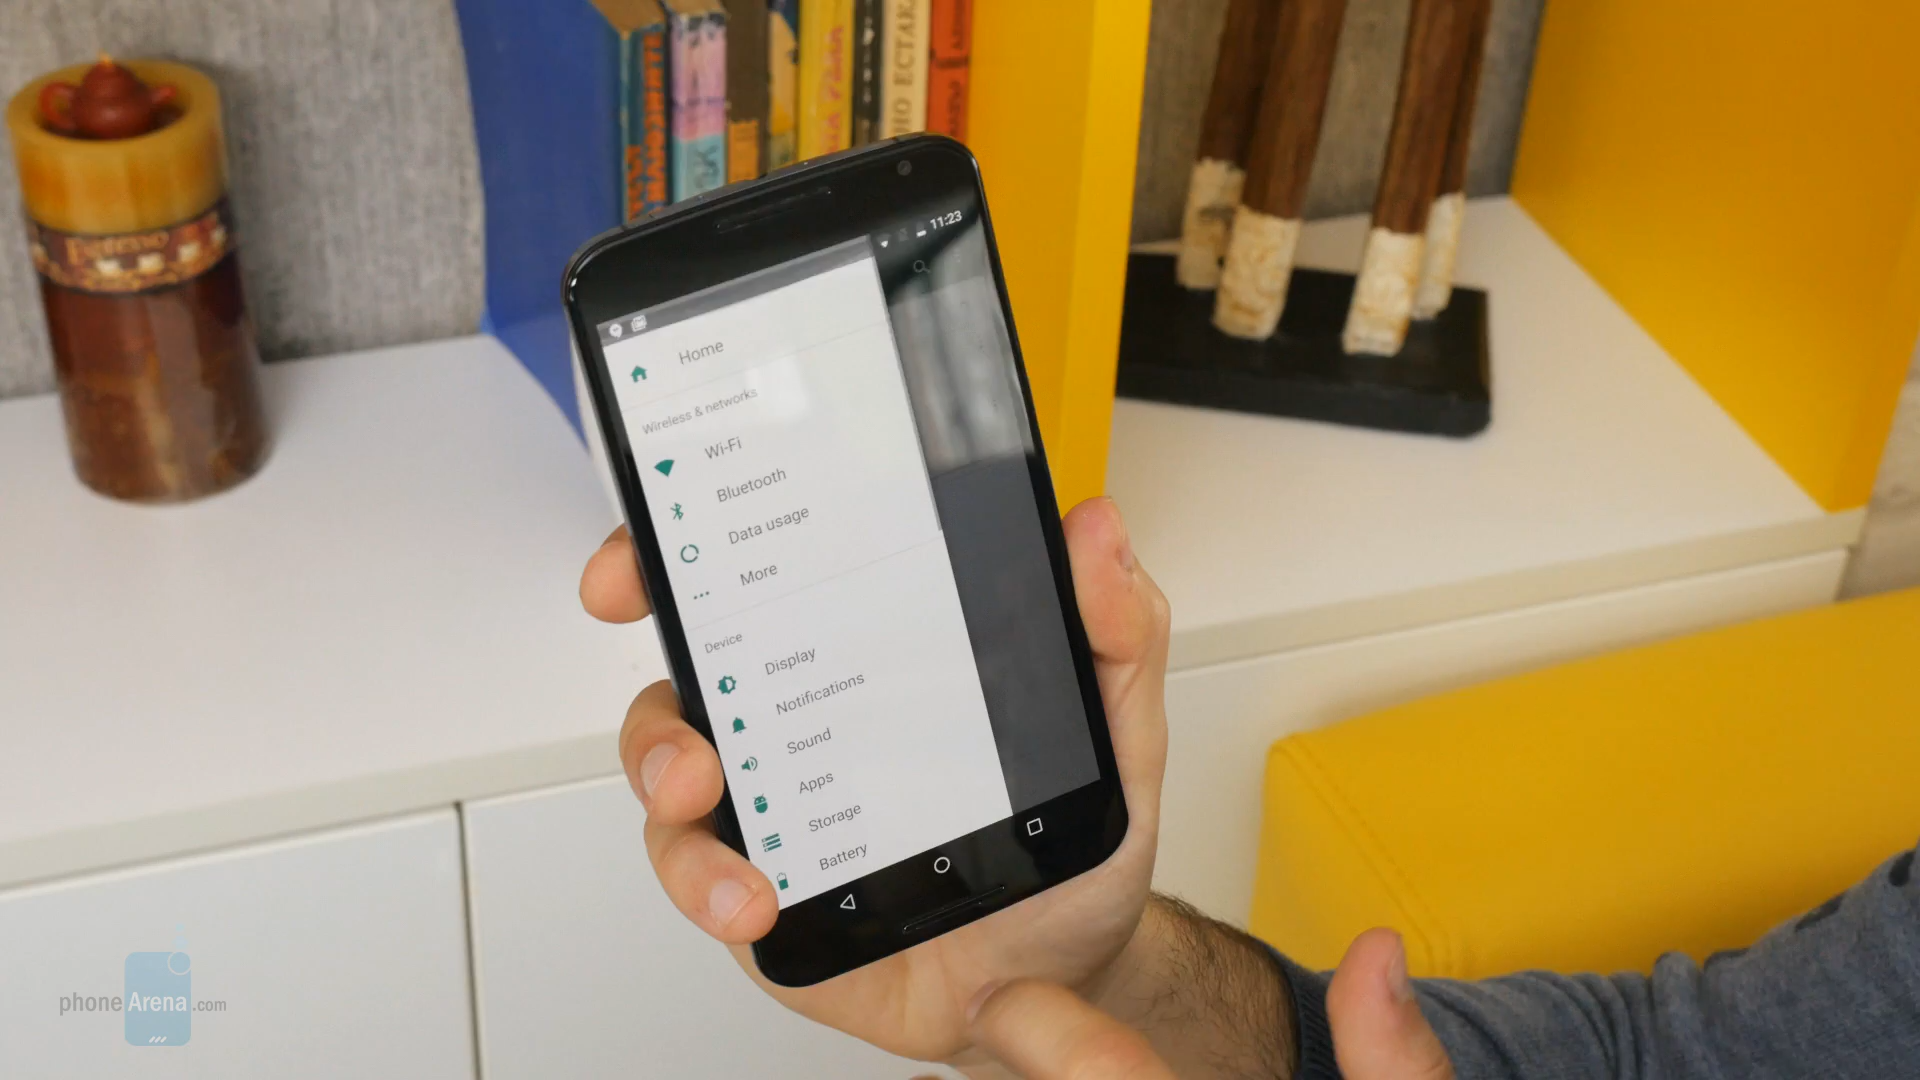 11:23
Home
Wireless & networks
Wi-Fi
Bluetooth
Data usage
More
Device
Display
Notifications
Sound
Apps
Storage
Battery
phoneArena.com